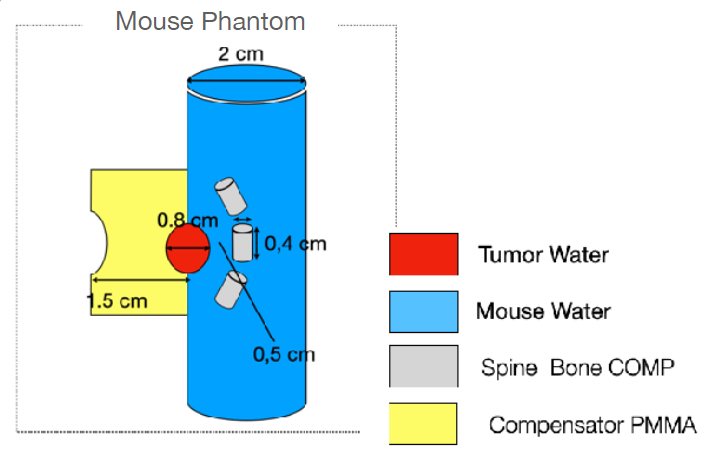 Mouse Phantom
2 cm
0.8 cm
0,4 cm
1.5 cm
0,5 cm
Tumor Water
Mouse Water
Spine Bone COMP
Compensator PMMA